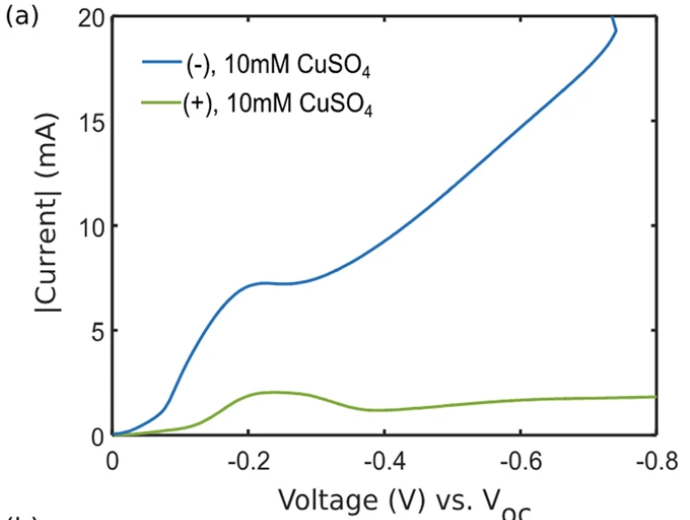 (a)
20
15
10
5
0
|Current| (mA)
(-), 10mM CuSO₄
(+), 10mM CuSO₄
0 -0.2 -0.4 -0.6 -0.8
Voltage (V) vs. V_oc